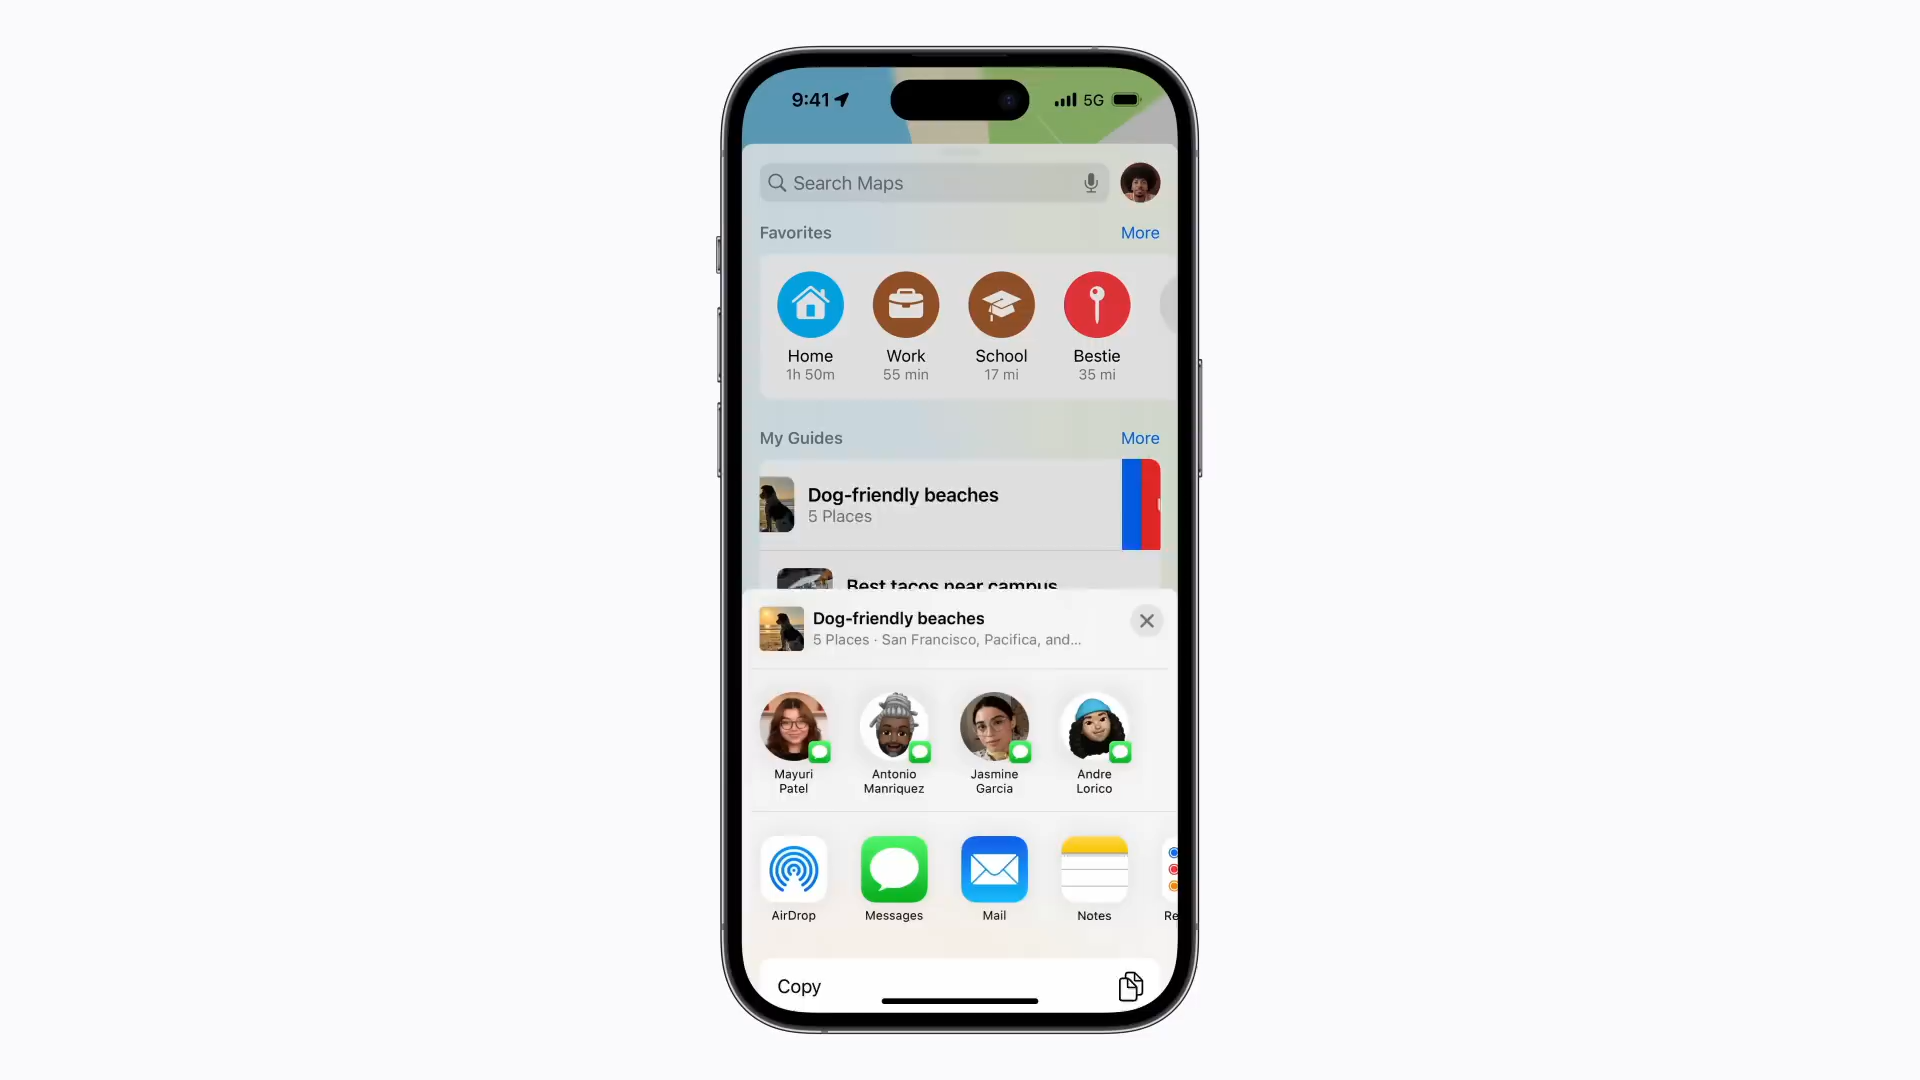 9:41
5G
Search Maps
Favorites
More
Home
Work
School
Bestie
1h 50m
55 min
17 mi
35 mi
My Guides
More
Dog-friendly beaches
5 Places
Best tacos near campus
Dog-friendly beaches
5 Places · San Francisco, Pacifica, and...
Mayuri
Patel
Antonio
Manriquez
Jasmine
Garcia
Andre
Lorico
AirDrop
Messages
Mail
Notes
Re
Copy